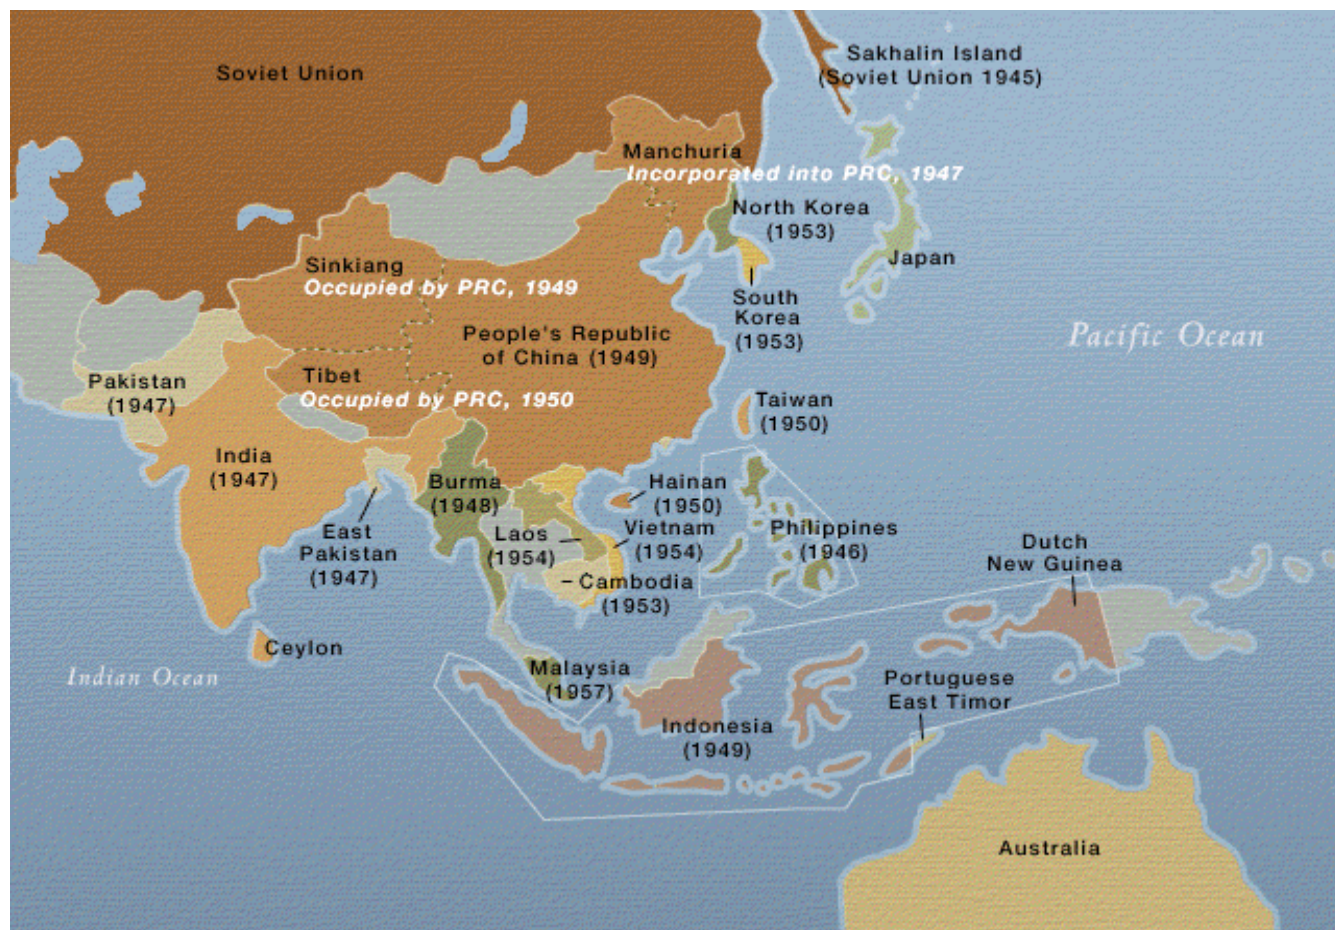 Soviet Union
Sakhalin Island
(Soviet Union 1945)
Manchuria
Incorporated into PRC, 1947
North Korea
(1953)
Japan
Sinkiang
Occupied by PRC, 1949
South
Korea
(1953)
People's Republic
of China (1949)
Pacific Ocean
Pakistan
(1947)
Tibet
Occupied by PRC, 1950
Taiwan
(1950)
India
(1947)
Burma
(1948)
Hainan
(1950)
East
Pakistan
(1947)
Laos
(1954)
Vietnam
(1954)
Philippines
(1946)
Dutch
New Guinea
Cambodia
(1953)
Ceylon
Indian Ocean
Malaysia
(1957)
Portuguese
East Timor
Indonesia
(1949)
Australia